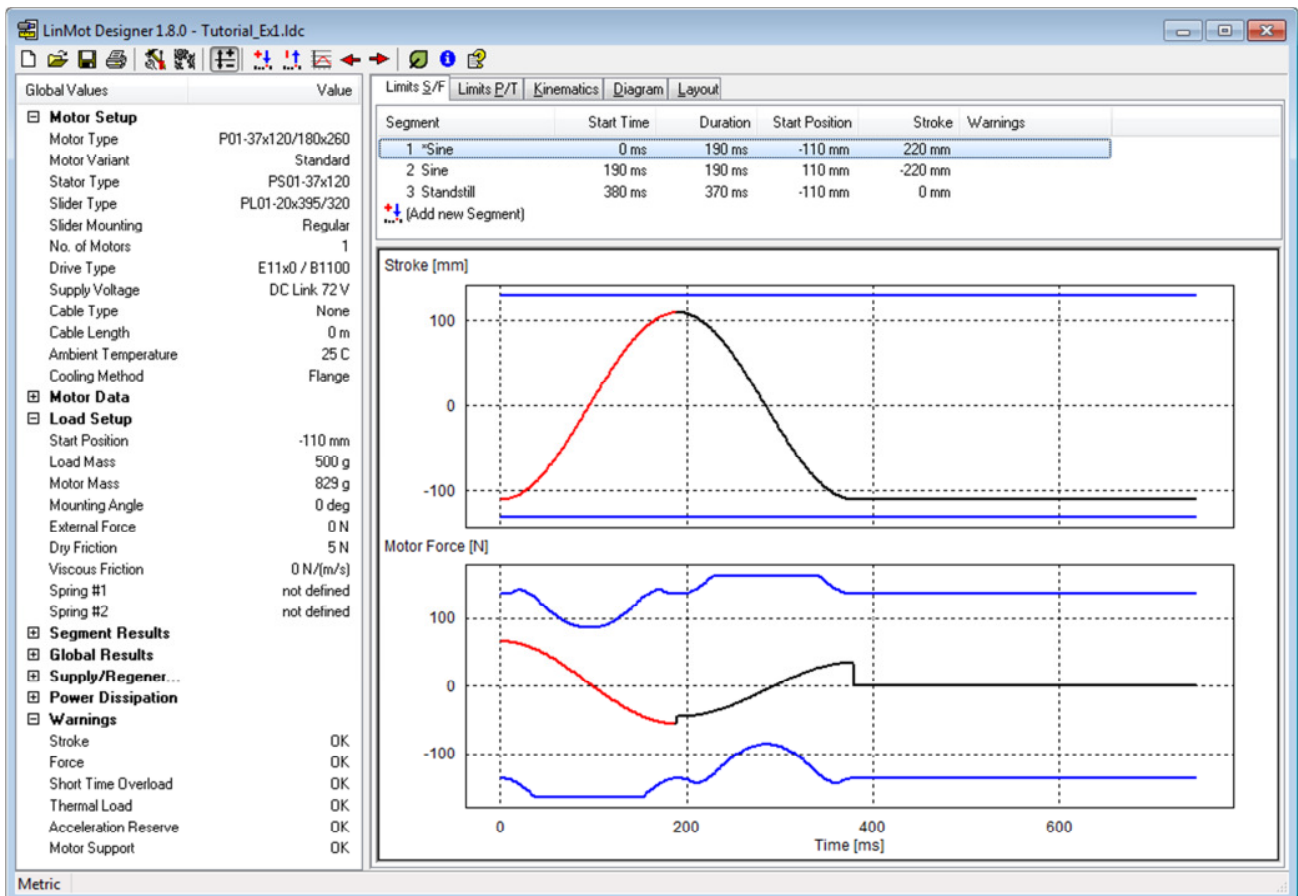 LinMot Designer 1.8.0 - Tutorial_Ex1.ldc
Global Values Value
Motor Setup
Motor Type P01-37x120/180x260
Motor Variant Standard
Stator Type PS01-37x120
Slider Type PL01-20x395/320
Slider Mounting Regular
No. of Motors 1
Drive Type E11x0 / B1100
Supply Voltage DC Link 72 V
Cable Type None
Cable Length 0 m
Ambient Temperature 25 C
Cooling Method Flange
Motor Data
Load Setup
Start Position -110 mm
Load Mass 500 g
Motor Mass 829 g
Mounting Angle 0 deg
External Force 0 N
Dry Friction 5 N
Viscous Friction 0 N/(m/s)
Spring #1 not defined
Spring #2 not defined
Segment Results
Global Results
Supply/Regener...
Power Dissipation
Warnings
Stroke OK
Force OK
Short Time Overload OK
Thermal Load OK
Acceleration Reserve OK
Motor Support OK
Limits S/F Limits P/T Kinematics Diagram Layout
Segment Start Time Duration Start Position Stroke Warnings
1 *Sine 0 ms 190 ms -110 mm 220 mm
2 Sine 190 ms 190 ms 110 mm -220 mm
3 Standstill 380 ms 370 ms -110 mm 0 mm
(Add new Segment)
Stroke [mm]
100
0
-100
Motor Force [N]
100
0
-100
0 200 400 600
Time [ms]
Metric